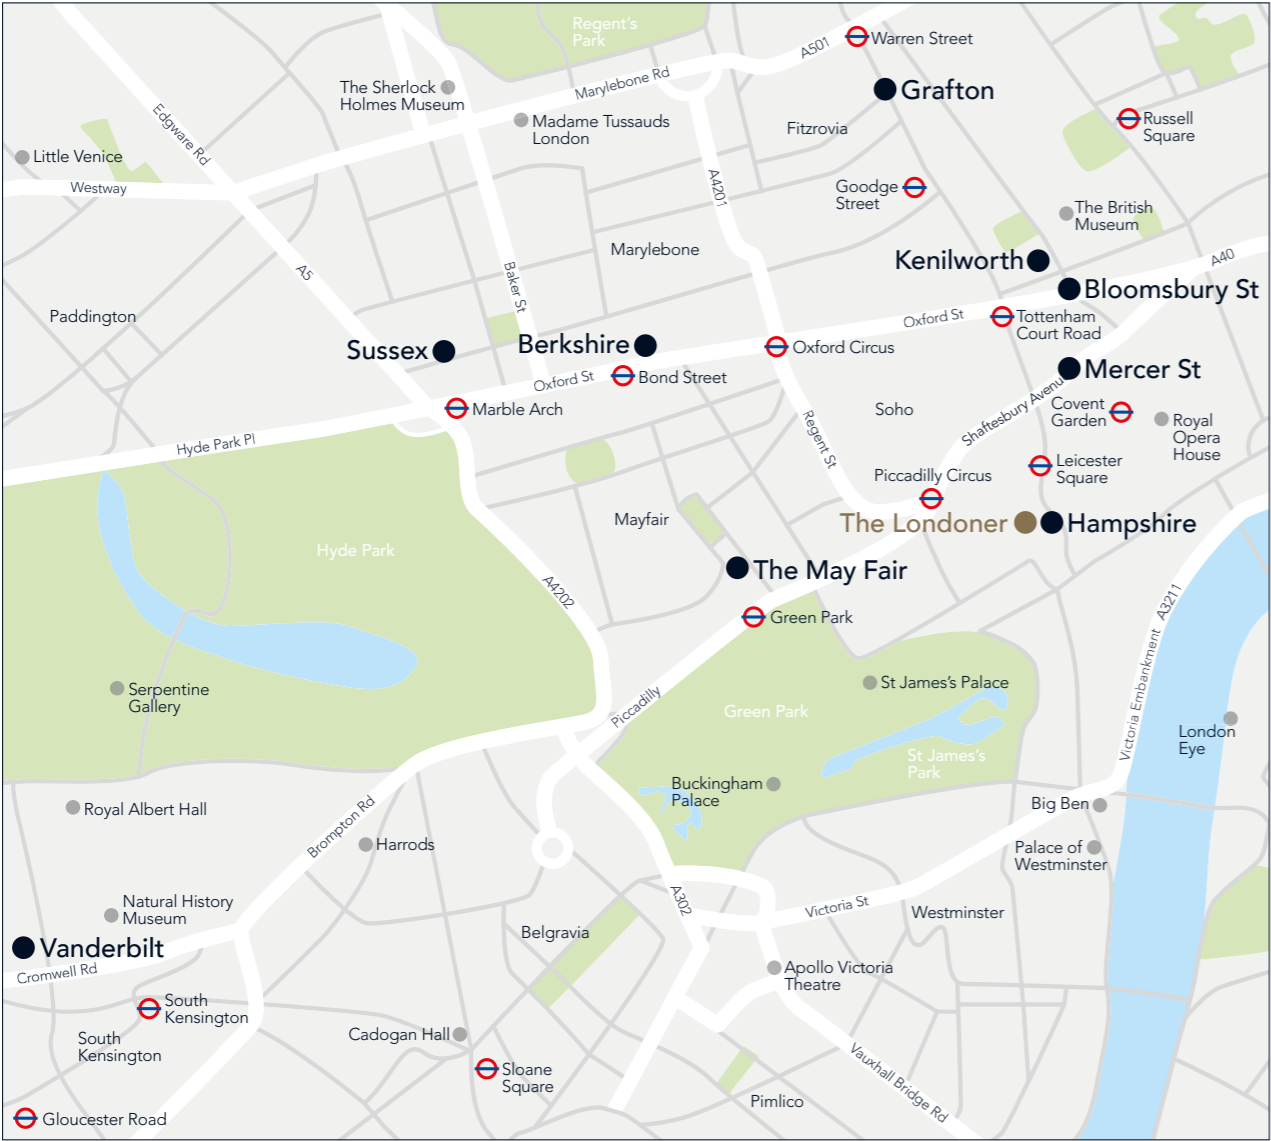 Regent's
Park
A501
Warren Street
The Sherlock
Holmes Museum
Marylebone Rd
Grafton
Edgware Rd
Madame Tussauds
London
Fitzrovia
Russell
Square
Little Venice
Westway
A4201
Goodge
Street
The British
Museum
Marylebone
Kenilworth
A40
A5
Baker St
Bloomsbury St
Paddington
Oxford St
Tottenham
Court Road
Sussex
Berkshire
Oxford Circus
Oxford St
Bond Street
Mercer St
Marble Arch
Soho
Shaftesbury Avenue
Covent
Garden
Royal
Opera
House
Hyde Park Pl
Regent St
Piccadilly Circus
Leicester
Square
Mayfair
The Londoner
Hampshire
Hyde Park
The May Fair
A4202
A3211
Green Park
Victoria Embankment
Serpentine
Gallery
Piccadilly
Green Park
St James's Palace
St James's
Park
London
Eye
Buckingham
Palace
Big Ben
Royal Albert Hall
Brompton Rd
Harrods
Palace of
Westminster
Natural History
Museum
A302
Victoria St
Westminster
Belgravia
Vanderbilt
Cromwell Rd
Apollo Victoria
Theatre
South
Kensington
South
Kensington
Cadogan Hall
Sloane
Square
Vauxhall Bridge Rd
Pimlico
Gloucester Road